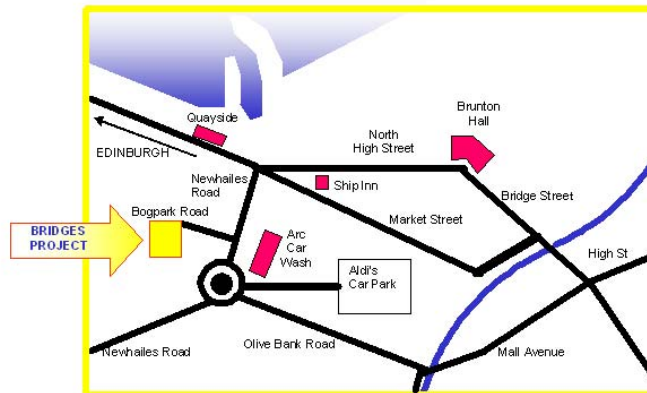 Quayside
Brunton
Hall
North
High Street
EDINBURGH
Newhailes
Road
Ship Inn
Bridge Street
Bogpark Road
Market Street
BRIDGES
PROJECT
Arc
Car
Wash
High St
Aldi's
Car Park
Newhailes Road
Olive Bank Road
Mall Avenue